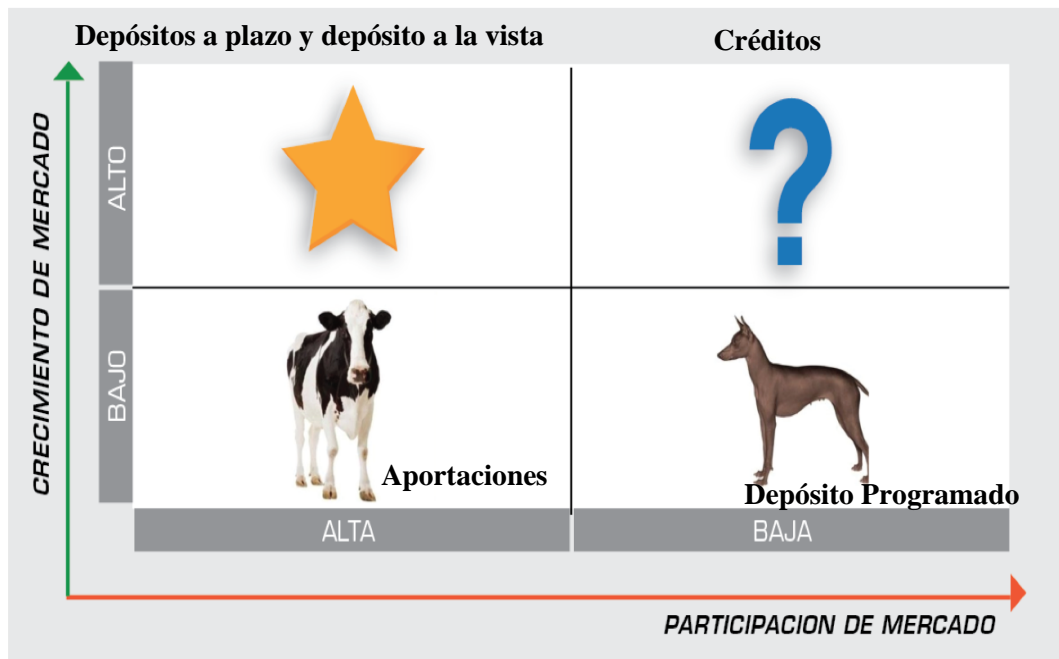 Depósitos a plazo y depósito a la vista
Créditos
CRECIMIENTO DE MERCADO
ALTO
BAJO
Aportaciones
Depósito Programado
ALTA
BAJA
PARTICIPACION DE MERCADO